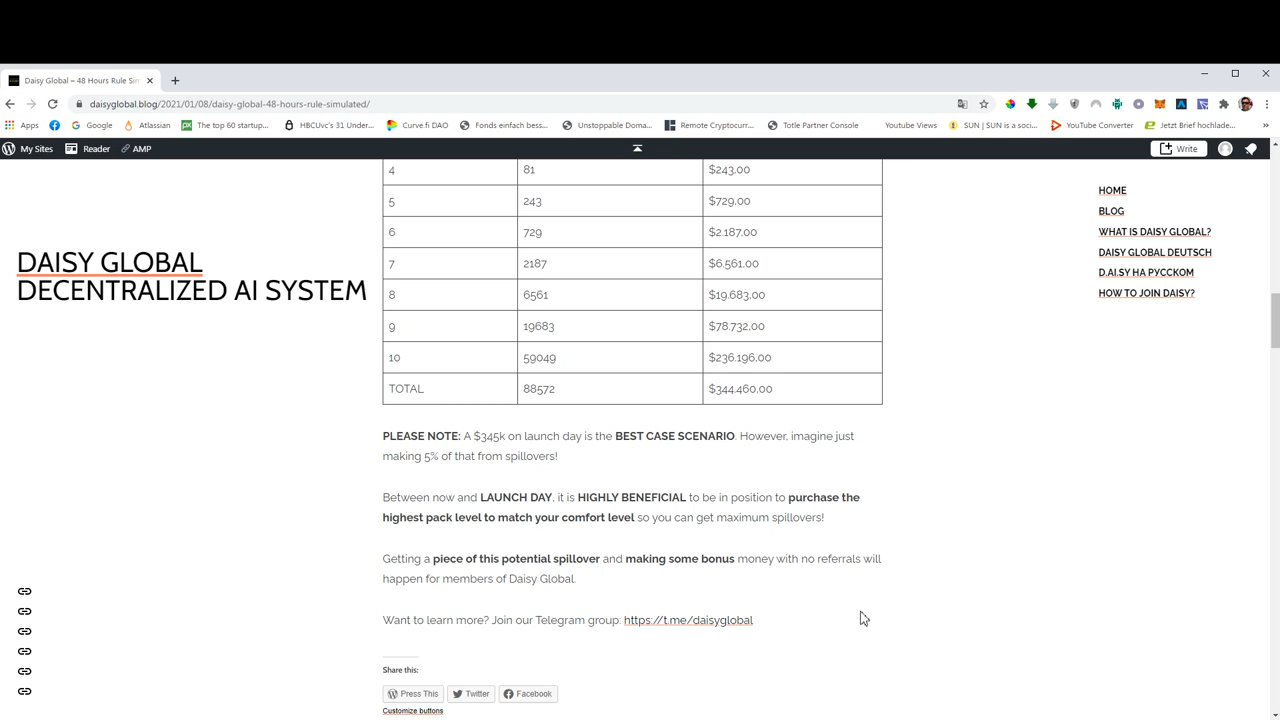 Daisy Global – 48 Hours Rule Sim
daisyglobal.blog/2021/01/08/daisy-global-48-hours-rule-simulated/
Apps Google Atlassian The top 60 startup... HBCUvc's 31 Under... Curve.fi DAO Fonds einfach bess... Unstoppable Doma... Remote Cryptocurr... Totle Partner Console Youtube Views SUN | SUN is a soci... YouTube Converter Jetzt Brief hochlade... »
My Sites Reader AMP Write
4 81 $243,00
5 243 $729,00
6 729 $2.187,00
7 2187 $6.561,00
8 6561 $19.683,00
9 19683 $78.732,00
10 59049 $236.196,00
TOTAL 88572 $344.460,00
HOME
BLOG
WHAT IS DAISY GLOBAL?
DAISY GLOBAL DEUTSCH
D.AI.SY НА РУССКОМ
HOW TO JOIN DAISY?
DAISY GLOBAL
DECENTRALIZED AI SYSTEM
PLEASE NOTE: A $345k on launch day is the BEST CASE SCENARIO. However, imagine just
making 5% of that from spillovers!
Between now and LAUNCH DAY, it is HIGHLY BENEFICIAL to be in position to purchase the
highest pack level to match your comfort level so you can get maximum spillovers!
Getting a piece of this potential spillover and making some bonus money with no referrals will
happen for members of Daisy Global.
Want to learn more? Join our Telegram group: https://t.me/daisyglobal
Share this:
Press This Twitter Facebook
Customize buttons